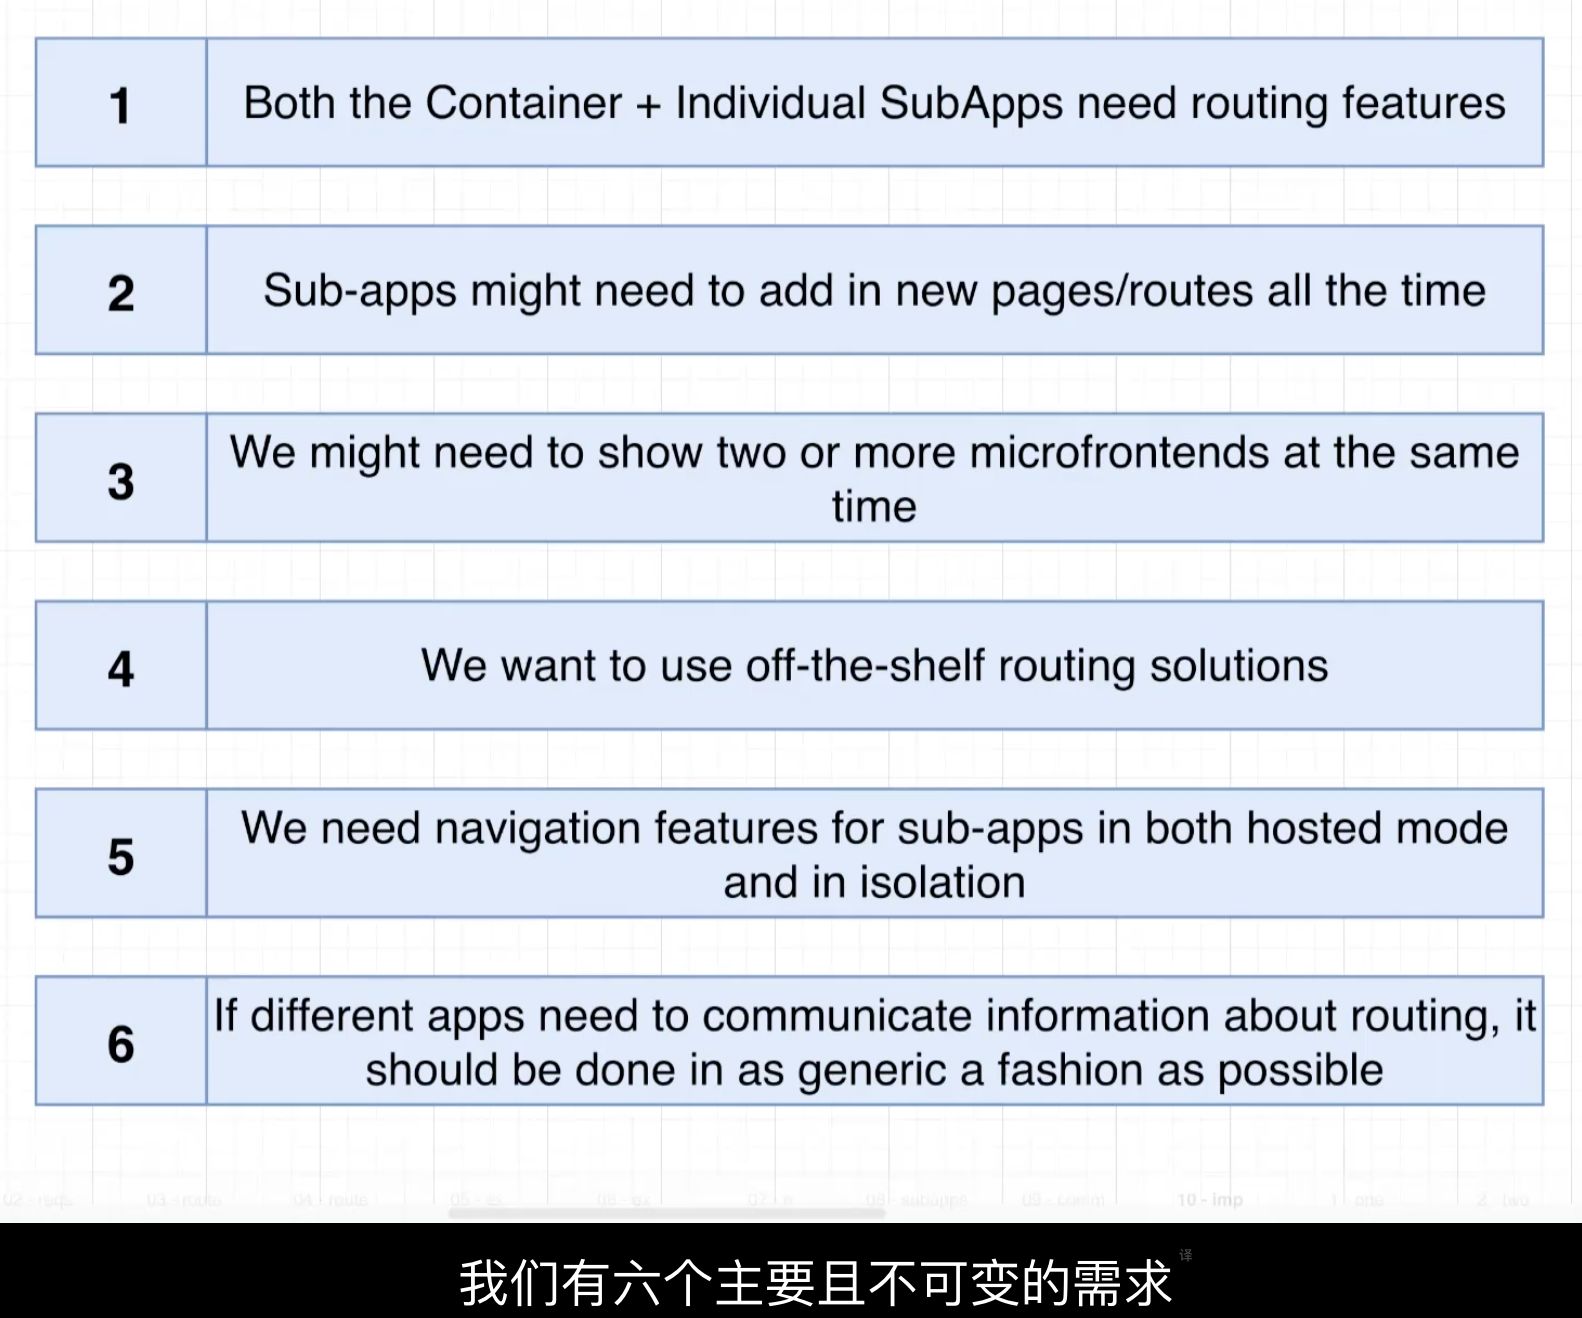 1
Both the Container + Individual SubApps need routing features
2
Sub-apps might need to add in new pages/routes all the time
3
We might need to show two or more microfrontends at the same
time
4
We want to use off-the-shelf routing solutions
5
We need navigation features for sub-apps in both hosted mode
and in isolation
6
If different apps need to communicate information about routing, it
should be done in as generic a fashion as possible
02 - reqs
03 - route
04 - route
05 - ex
06 - ex
08 - subapps
09 - comm
10 - imp
1 - one
2 - two
我们有六个主要且不可变的需求
译